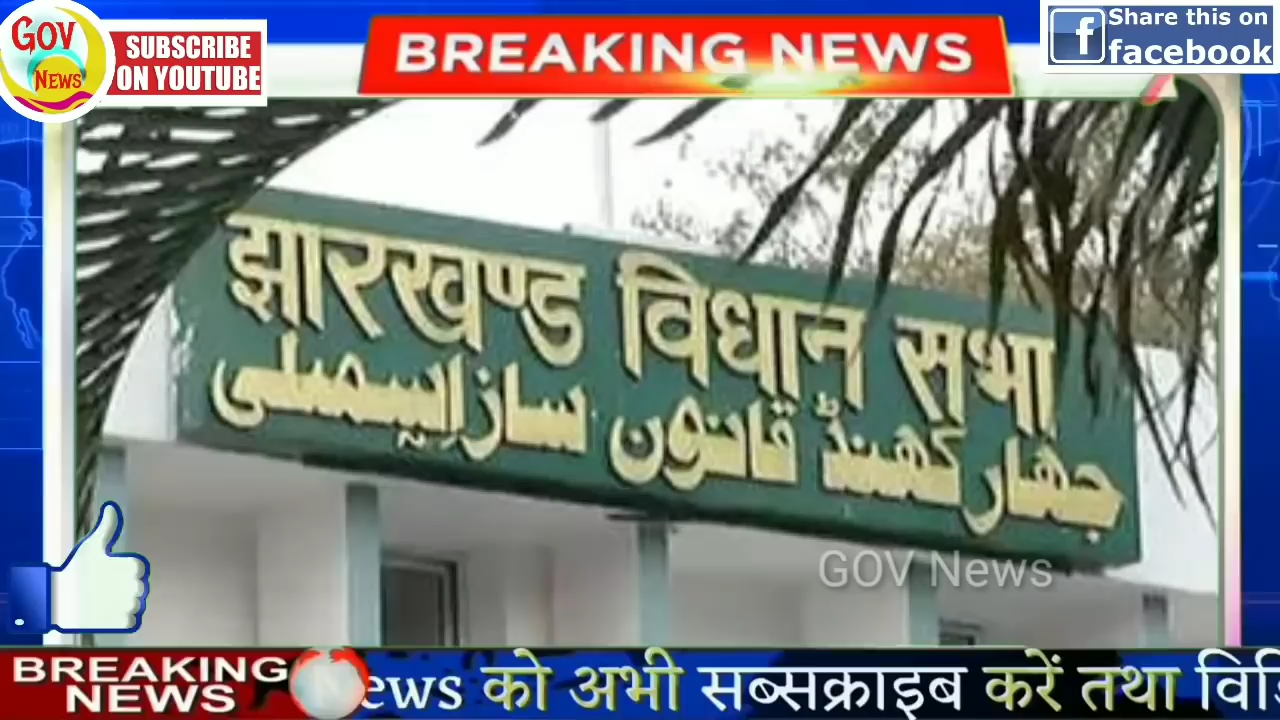 GOV
NEWS
SUBSCRIBE
ON YOUTUBE
BREAKING NEWS
Share this on
facebook
झारखण्ड विधान सभा
جھارکھنڈ قانون ساز اسمبلی
GOV News
BREAKING
NEWS
ews को अभी सब्सक्राइब करें तथा